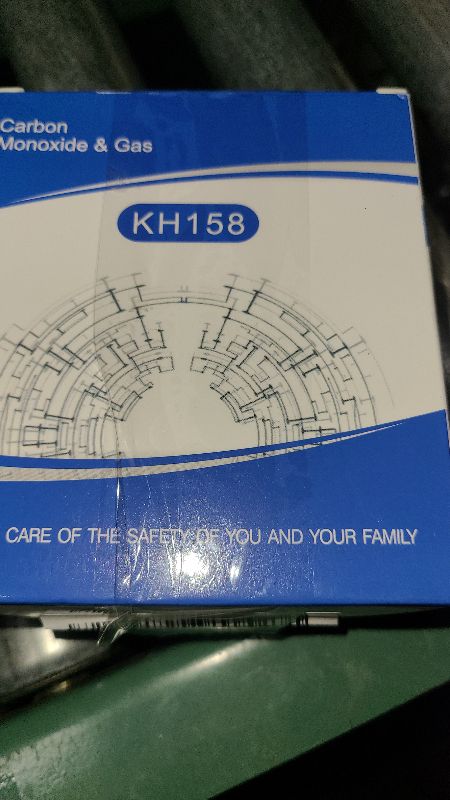 Carbon
Monoxide & Gas
KH158
CARE OF THE SAFETY OF YOU AND YOUR FAMILY